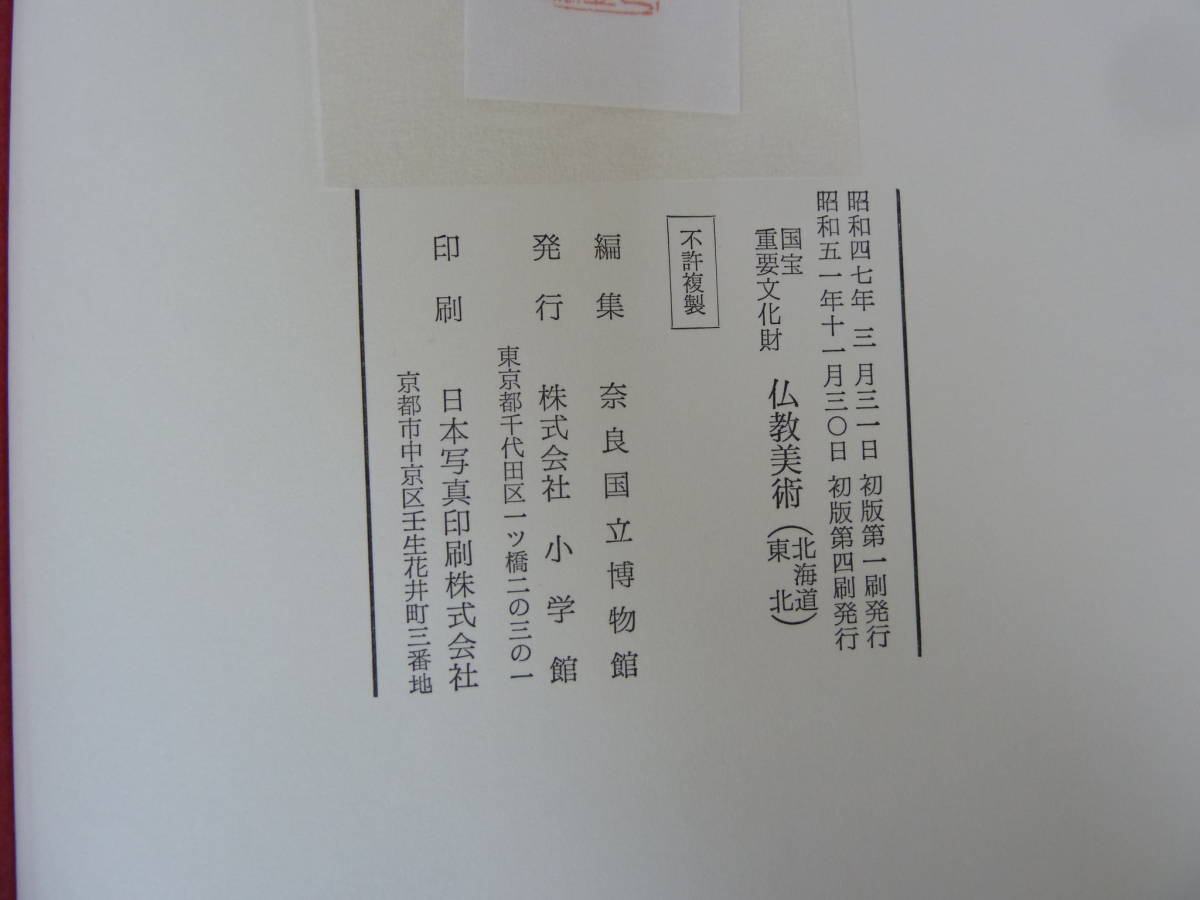 昭和四七年 三 月三一日 初版第一刷発行
昭和五一年十一月三〇日 初版第四刷発行
国宝
重要文化財 仏教美術(北海道
東 北)
不許複製
編集 奈良国立博物館
発行 株式会社 小学館
東京都千代田区一ツ橋二の三の一
印刷 日本写真印刷株式会社
京都市中京区壬生花井町三番地